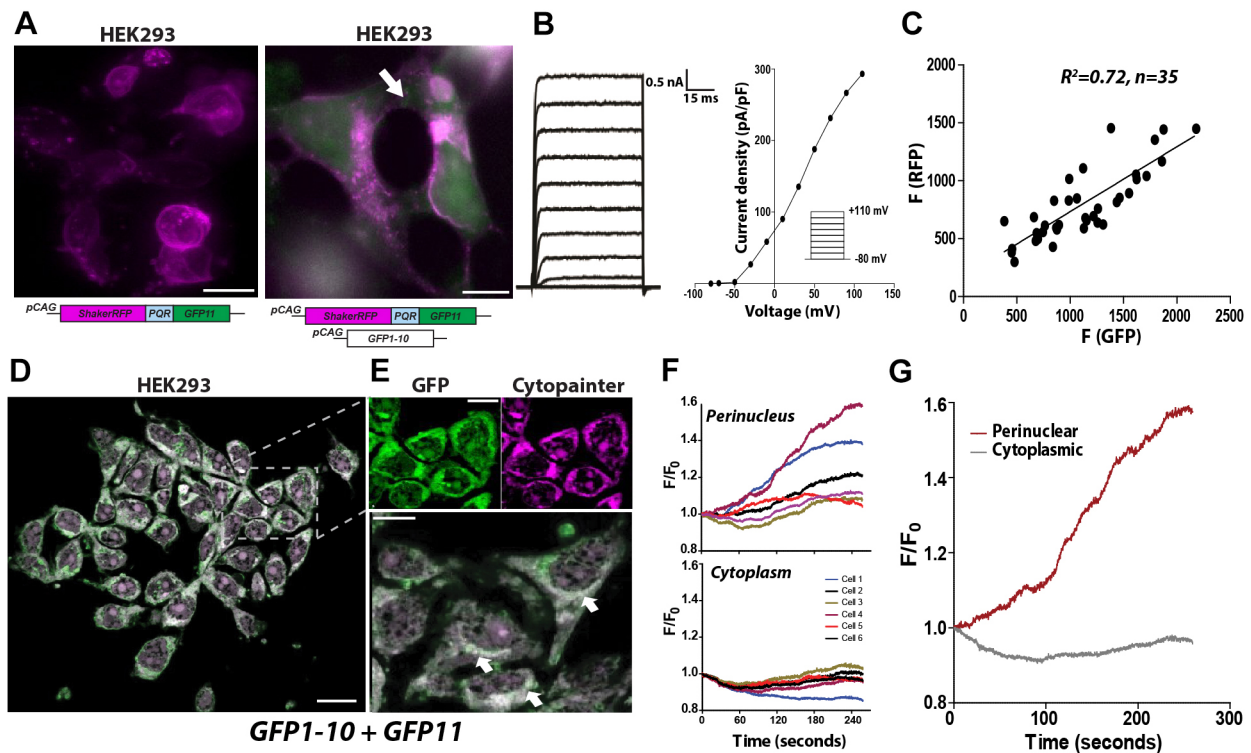 A
HEK293
HEK293
pCAG ShakerRFP PQR GFP11
pCAG ShakerRFP PQR GFP11
pCAG GFP1-10
B
0.5 nA
15 ms
Current density (pA/pF)
300
200
100
-100 -50 0 50 100 150
Voltage (mV)
+110 mV
-80 mV
C
R²=0.72, n=35
F (RFP)
2000
1500
1000
500
0
0 500 1000 1500 2000 2500
F (GFP)
D
HEK293
E
GFP Cytopainter
GFP1-10 + GFP11
F
Perinucleus
F/F0
1.6
1.4
1.2
1.0
0.8
Cytoplasm
F/F0
1.6
1.4
1.2
1.0
0.8
Cell 1
Cell 2
Cell 3
Cell 4
Cell 5
Cell 6
0 60 120 180 240
Time (seconds)
G
Perinuclear
Cytoplasmic
F/F0
1.6
1.4
1.2
1.0
0.8
0 100 200 300
Time (seconds)